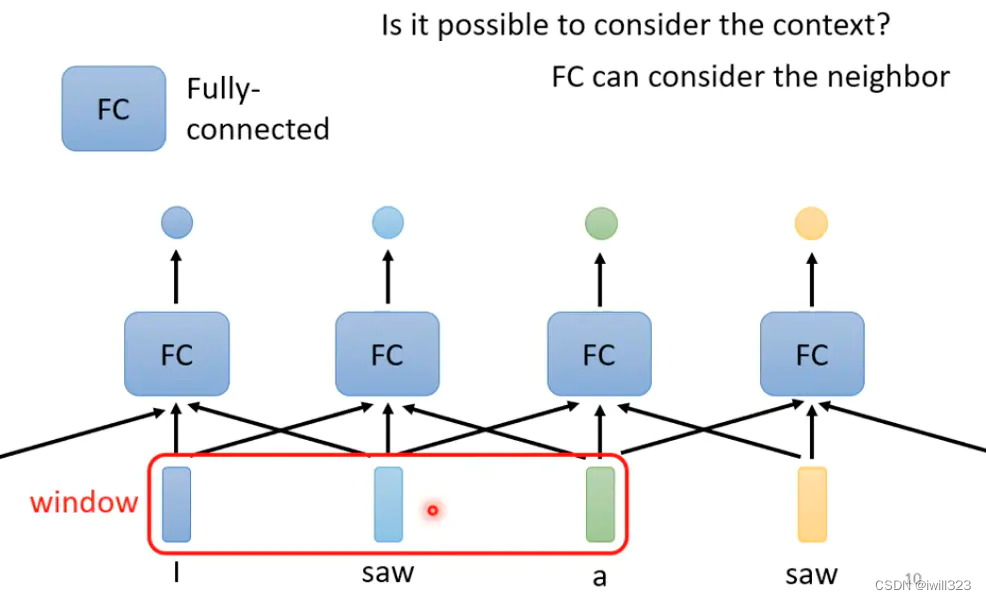 Is it possible to consider the context?
FC can consider the neighbor
FC
Fully-
connected
FC FC FC FC
window
I saw a saw
10
CSDN @iwill323